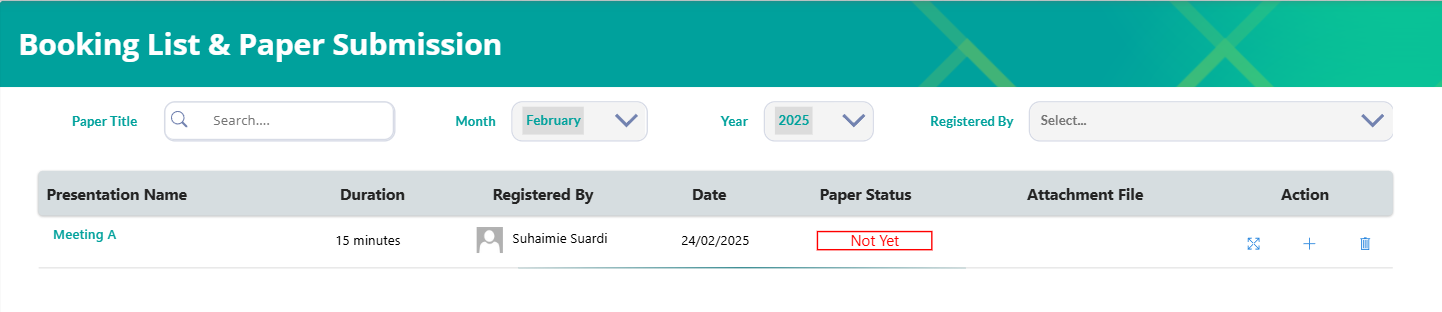 Booking List & Paper Submission
Paper Title Search.... Month February Year 2025 Registered By Select...
Presentation Name Duration Registered By Date Paper Status Attachment File Action
Meeting A 15 minutes Suhaimie Suardi 24/02/2025 Not Yet